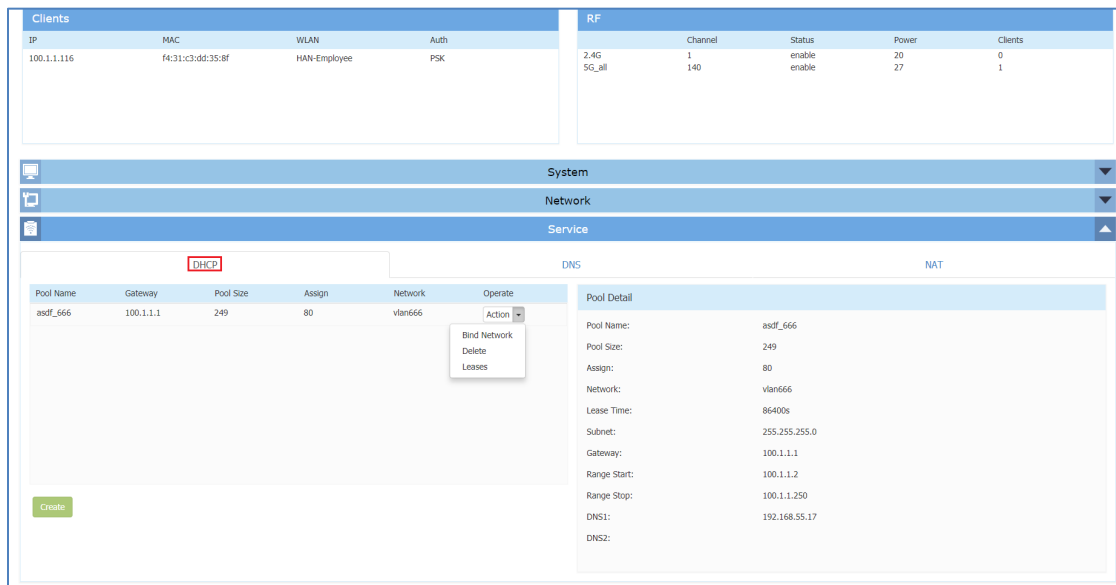 Clients
IP MAC WLAN Auth
100.1.1.116 f4:31:c3:dd:35:8f HAN-Employee PSK
RF
Channel Status Power Clients
2.4G 1 enable 20 0
5G_all 140 enable 27 1
System
Network
Service
DHCP DNS NAT
Pool Name Gateway Pool Size Assign Network Operate
asdf_666 100.1.1.1 249 80 vlan666 Action
Bind Network
Delete
Leases
Create
Pool Detail
Pool Name: asdf_666
Pool Size: 249
Assign: 80
Network: vlan666
Lease Time: 86400s
Subnet: 255.255.255.0
Gateway: 100.1.1.1
Range Start: 100.1.1.2
Range Stop: 100.1.1.250
DNS1: 192.168.55.17
DNS2: